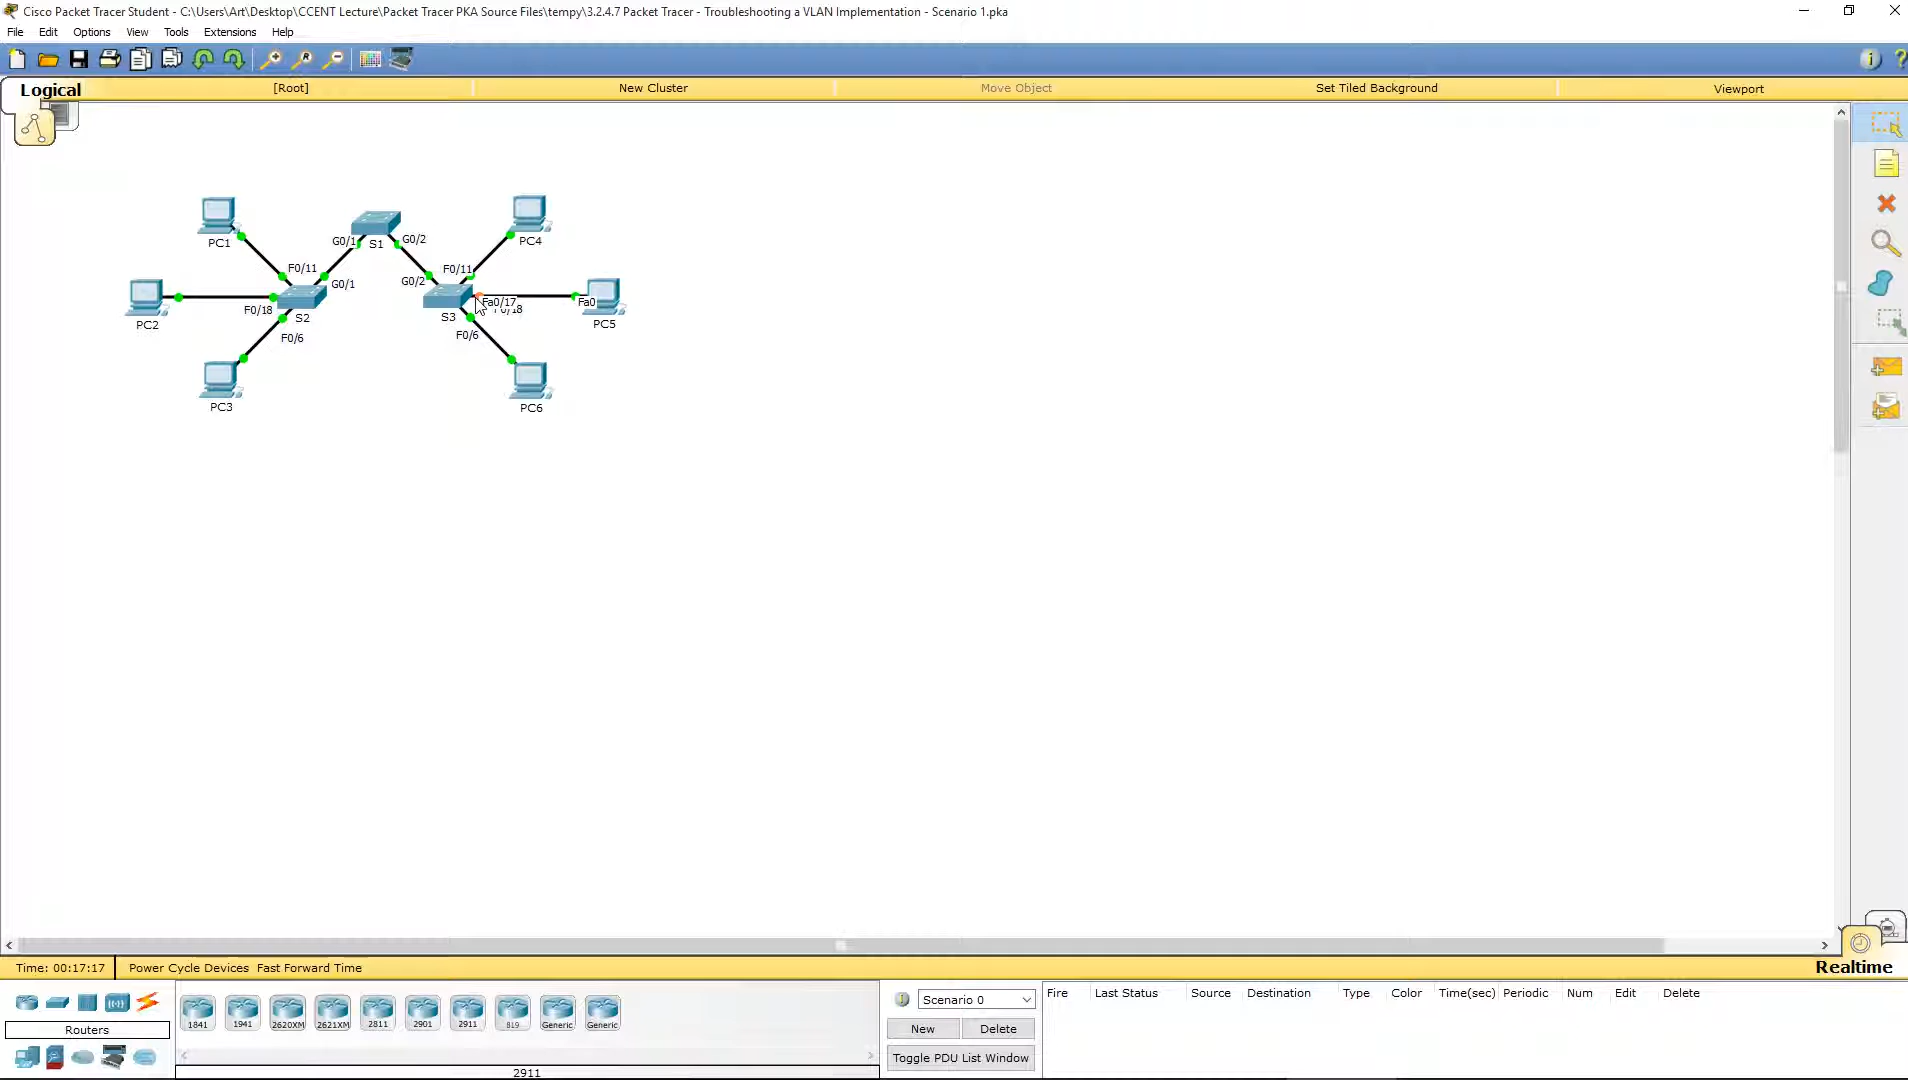 Cisco Packet Tracer Student - C:\Users\Art\Desktop\CCENT Lecture\Packet Tracer PKA Source Files\tempy\3.2.4.7 Packet Tracer - Troubleshooting a VLAN Implementation - Scenario 1.pka
File Edit Options View Tools Extensions Help
Logical [Root] New Cluster Move Object Set Tiled Background Viewport
PC1
PC4
G0/1 S1 G0/2
F0/11 G0/1
F0/11 G0/2
F0/18 S2
S3 Fa0/17 F0/18 Fa0
PC2
PC5
F0/6
F0/6
PC3
PC6
Time: 00:17:17 Power Cycle Devices Fast Forward Time Realtime
Routers
1841 1941 2620XM 2621XM 2811 2901 2911 819 Generic Generic
2911
Scenario 0
New Delete
Toggle PDU List Window
Fire Last Status Source Destination Type Color Time(sec) Periodic Num Edit Delete